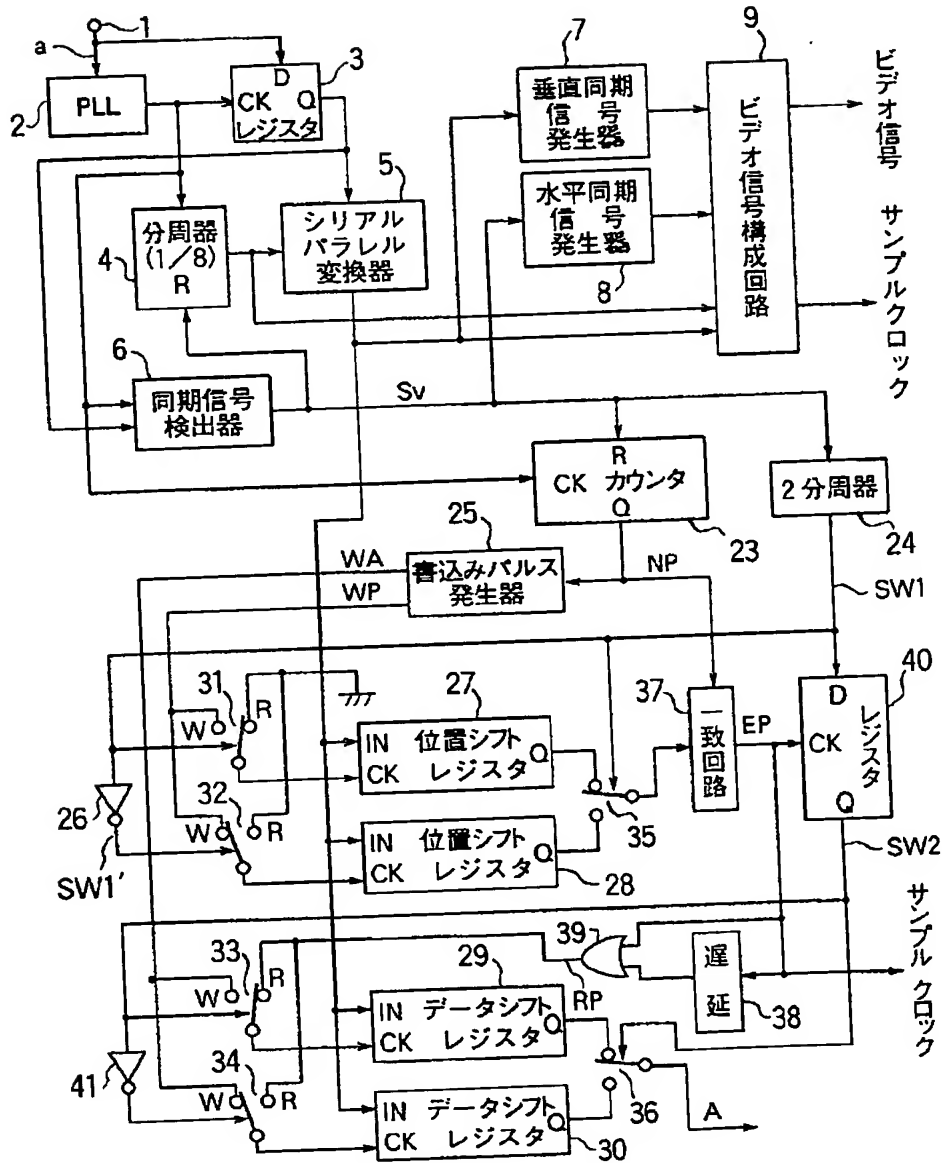 1
a
2
PLL
D
CK Q
レジスタ
3
4
分周器
(1/8)
R
5
シリアル
パラレル
変換器
6
同期信号
検出器
7
垂直同期
信号
発生器
8
水平同期
信号
発生器
9
ビデオ信号構成回路
ビデオ信号
サンプルクロック
Sv
R
CK カウンタ
Q
23
2分周器
24
25
書込みパルス
発生器
WA
WP
NP
SW1
26
SW1'
31
W
R
32
W
R
27
IN 位置シフト
CK レジスタ
Q
28
IN 位置シフト
CK レジスタ
Q
35
37
一致回路
EP
40
D
CK
レジスタ
Q
SW2
サンプルクロック
33
W
R
34
W
R
41
29
IN データシフト
CK レジスタ
Q
30
IN データシフト
CK レジスタ
Q
39
RP
遅延
38
36
A